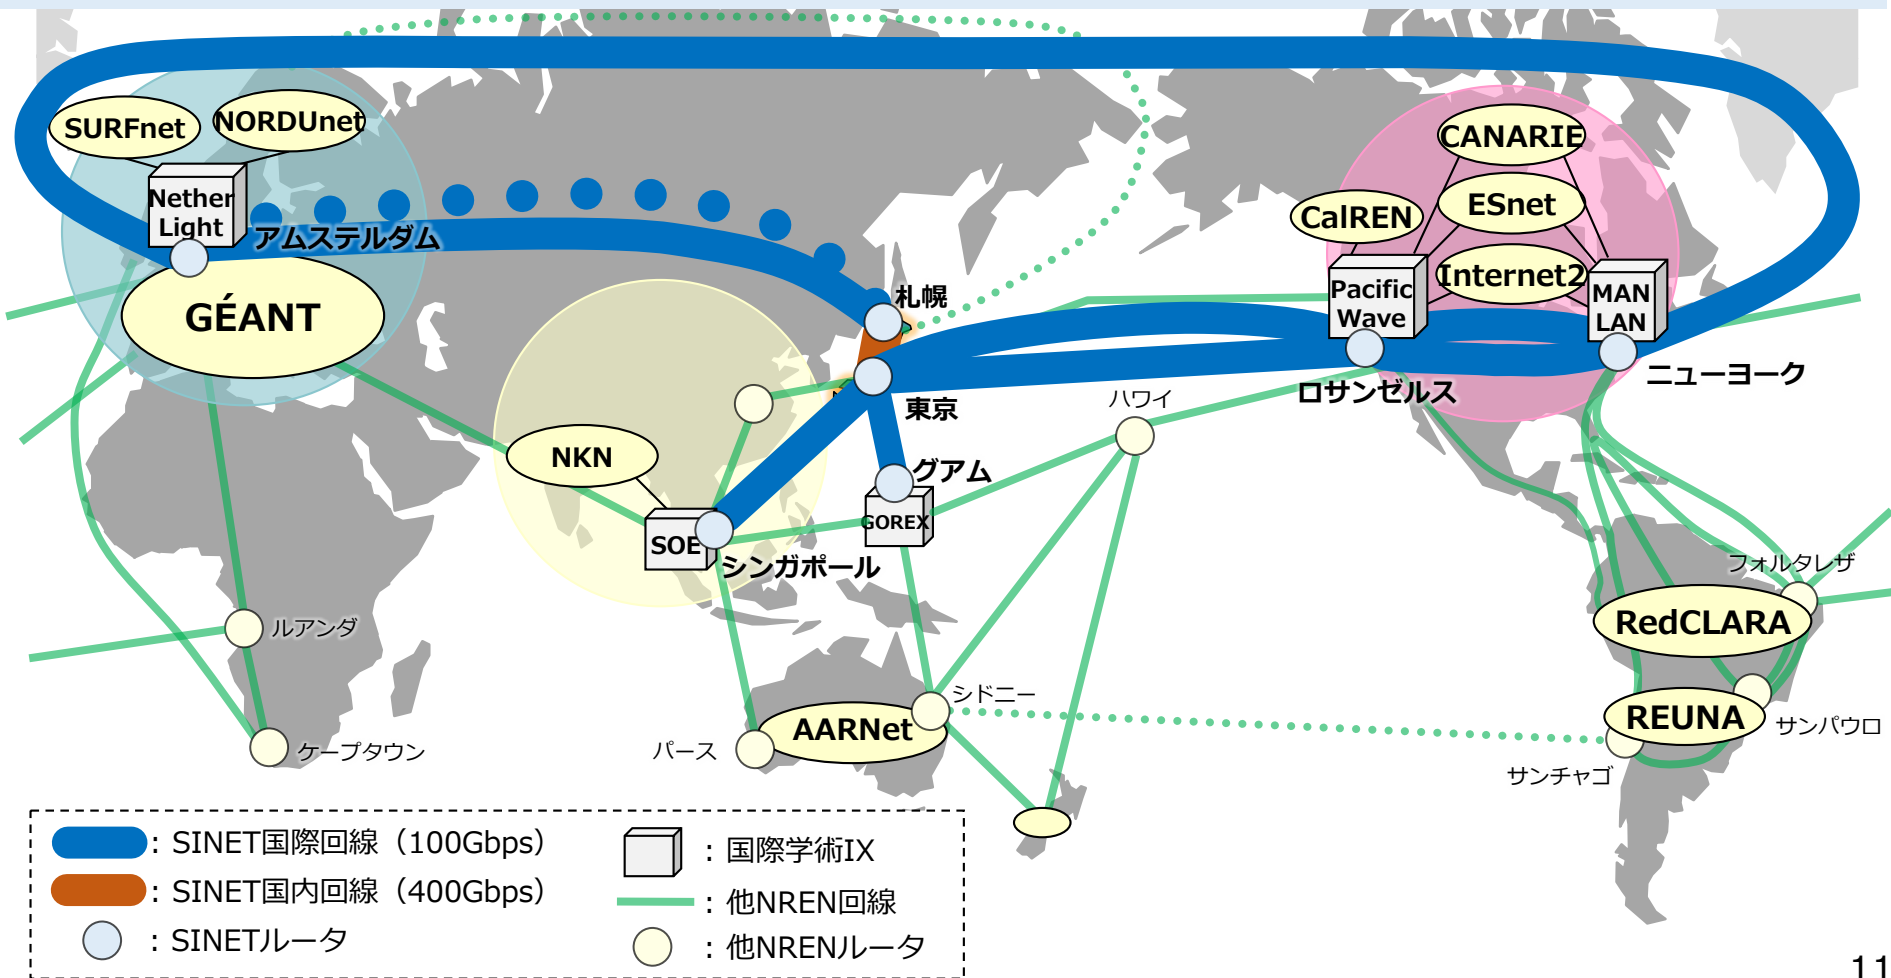 SURFnet
NORDUnet
Nether
Light
アムステルダム
GÉANT
札幌
東京
NKN
SOE
シンガポール
グアム
GOREX
ハワイ
CANARIE
ESnet
CalREN
Internet2
Pacific
Wave
MAN
LAN
ロサンゼルス
ニューヨーク
フォルタレザ
RedCLARA
REUNA
サンパウロ
サンチャゴ
ルアンダ
ケープタウン
パース
AARNet
シドニー
: SINET国際回線（100Gbps）
: SINET国内回線（400Gbps）
: SINETルータ
: 国際学術IX
: 他NREN回線
: 他NRENルータ
11